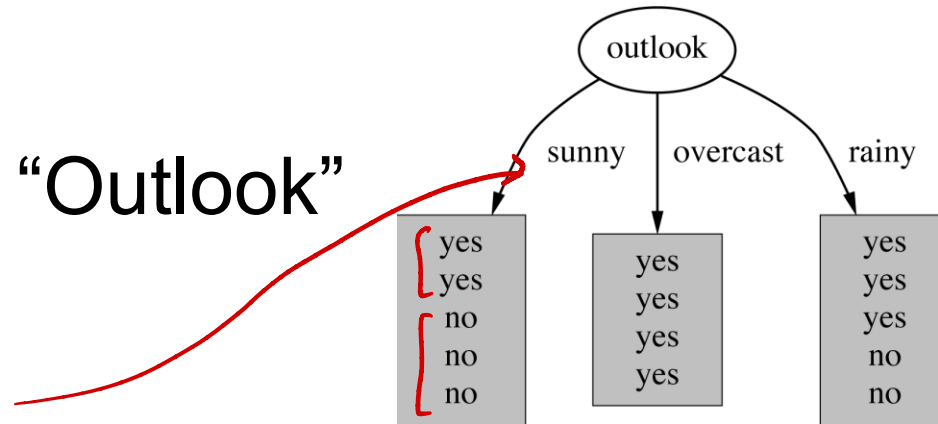 outlook
sunny overcast rainy
“Outlook”
yes
yes
no
no
no
yes
yes
yes
yes
yes
yes
yes
no
no